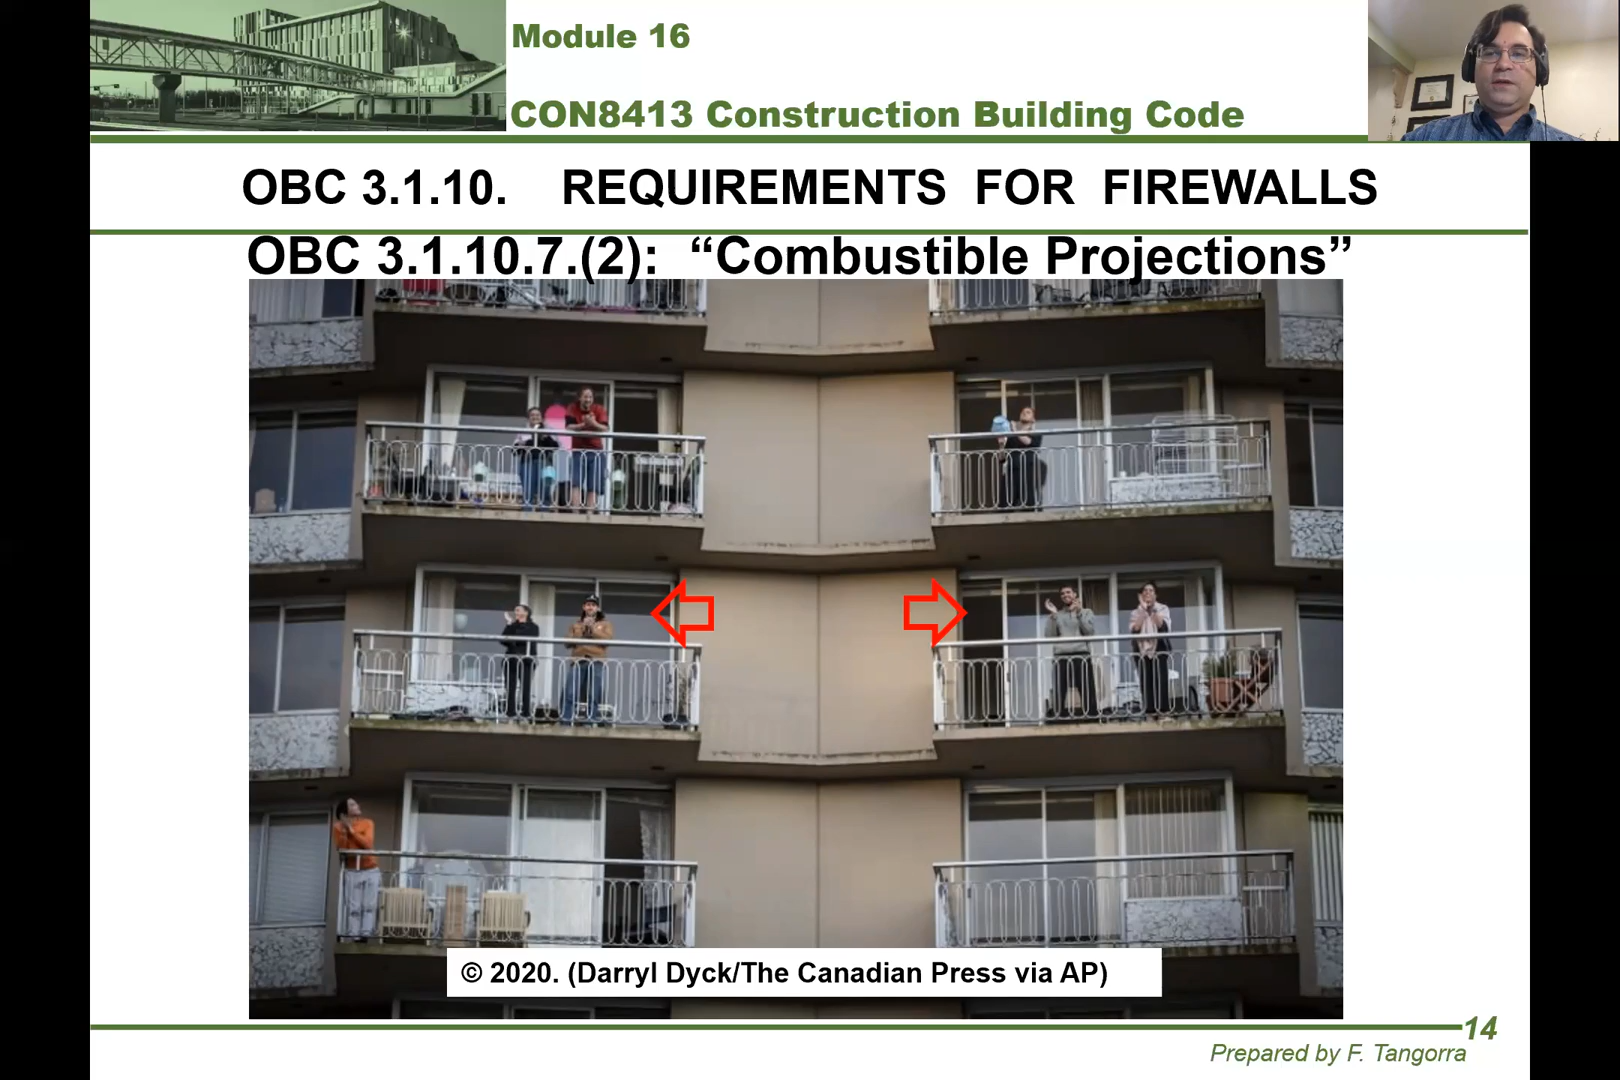 Module 16
CON8413 Construction Building Code
OBC 3.1.10. REQUIREMENTS FOR FIREWALLS
OBC 3.1.10.7.(2): “Combustible Projections”
© 2020. (Darryl Dyck/The Canadian Press via AP)
14
Prepared by F. Tangorra